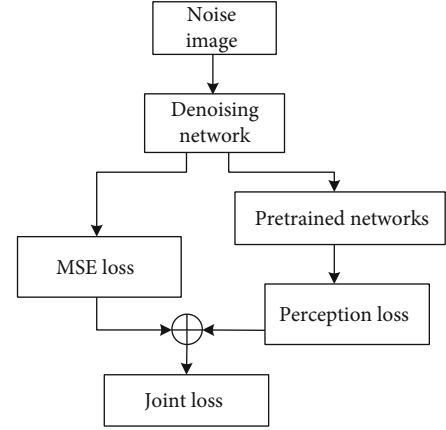 Noise
image
Denoising
network
Pretrained networks
MSE loss
Perception loss
Joint loss